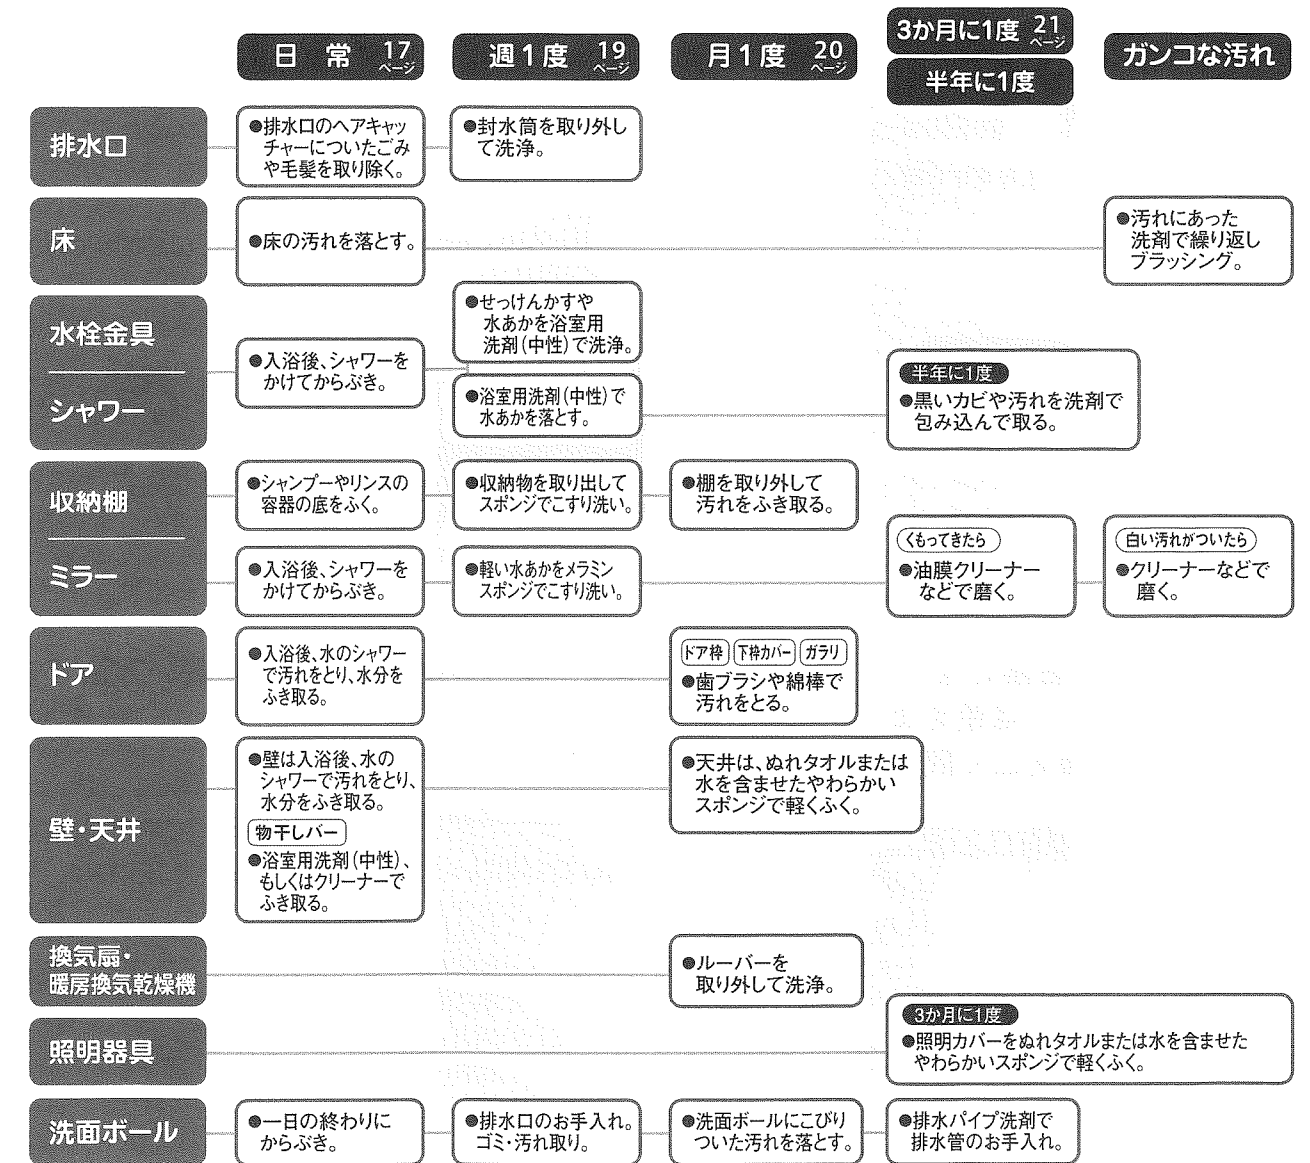 日常 17ページ
週1度 19ページ
月1度 20ページ
3か月に1度 21ページ
半年に1度
ガンコな汚れ
排水口
●排水口のヘアキャッ
チャーについたごみ
や毛髪を取り除く。
●封水筒を取り外し
て洗浄。
床
●床の汚れを落とす。
●汚れにあった
洗剤で繰り返し
ブラッシング。
水栓金具
シャワー
●入浴後、シャワーを
かけてからぶき。
●せっけんかすや
水あかを浴室用
洗剤(中性)で洗浄。
●浴室用洗剤(中性)で
水あかを落とす。
半年に1度
●黒いカビや汚れを洗剤で
包み込んで取る。
収納棚
●シャンプーやリンスの
容器の底をふく。
●収納物を取り出して
スポンジでこすり洗い。
●棚を取り外して
汚れをふき取る。
ミラー
●入浴後、シャワーを
かけてからぶき。
●軽い水あかをメラミン
スポンジでこすり洗い。
くもってきたら
●油膜クリーナー
などで磨く。
白い汚れがついたら
●クリーナーなどで
磨く。
ドア
●入浴後、水のシャワー
で汚れをとり、水分を
ふき取る。
ドア枠 下枠カバー ガラリ
●歯ブラシや綿棒で
汚れをとる。
壁・天井
●壁は入浴後、水の
シャワーで汚れをとり、
水分をふき取る。
物干しバー
●浴室用洗剤(中性)、
もしくはクリーナーで
ふき取る。
●天井は、ぬれタオルまたは
水を含ませたやわらかい
スポンジで軽くふく。
換気扇・
暖房換気乾燥機
●ルーバーを
取り外して洗浄。
照明器具
3か月に1度
●照明カバーをぬれタオルまたは水を含ませた
やわらかいスポンジで軽くふく。
洗面ボール
●一日の終わりに
からぶき。
●排水口のお手入れ。
ゴミ・汚れ取り。
●洗面ボールにこびり
ついた汚れを落とす。
●排水パイプ洗剤で
排水管のお手入れ。